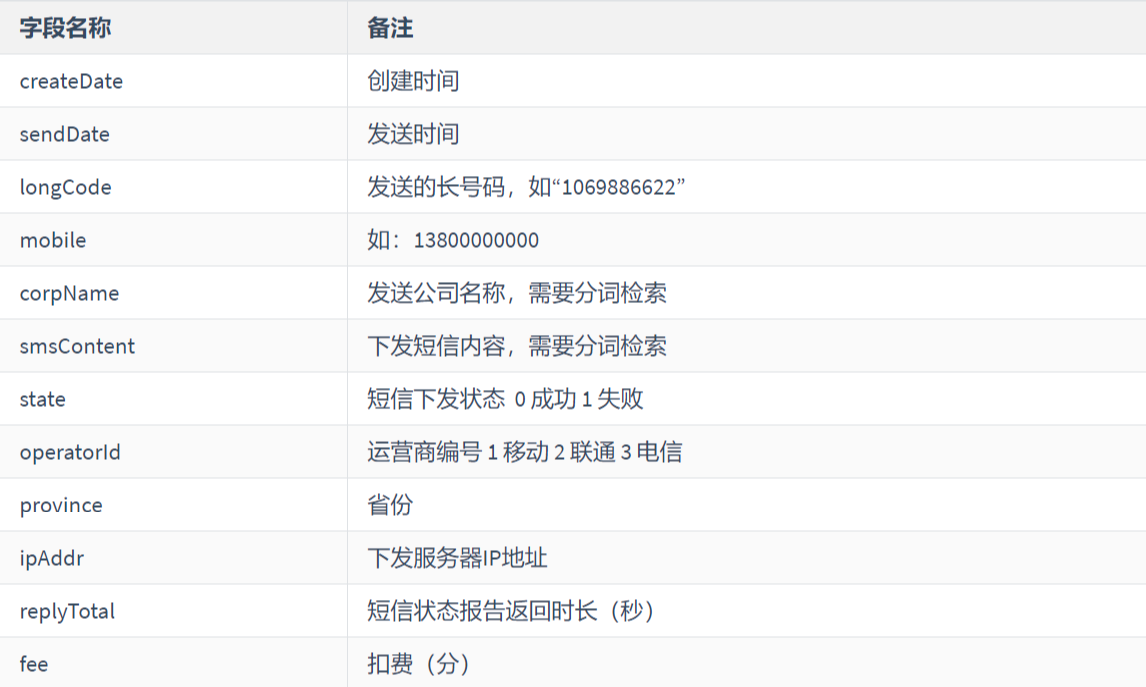 字段名称 备注
createDate 创建时间
sendDate 发送时间
longCode 发送的长号码，如“1069886622”
mobile 如：13800000000
corpName 发送公司名称，需要分词检索
smsContent 下发短信内容，需要分词检索
state 短信下发状态 0 成功 1 失败
operatorId 运营商编号 1 移动 2 联通 3 电信
province 省份
ipAddr 下发服务器IP地址
replyTotal 短信状态报告返回时长（秒）
fee 扣费（分）